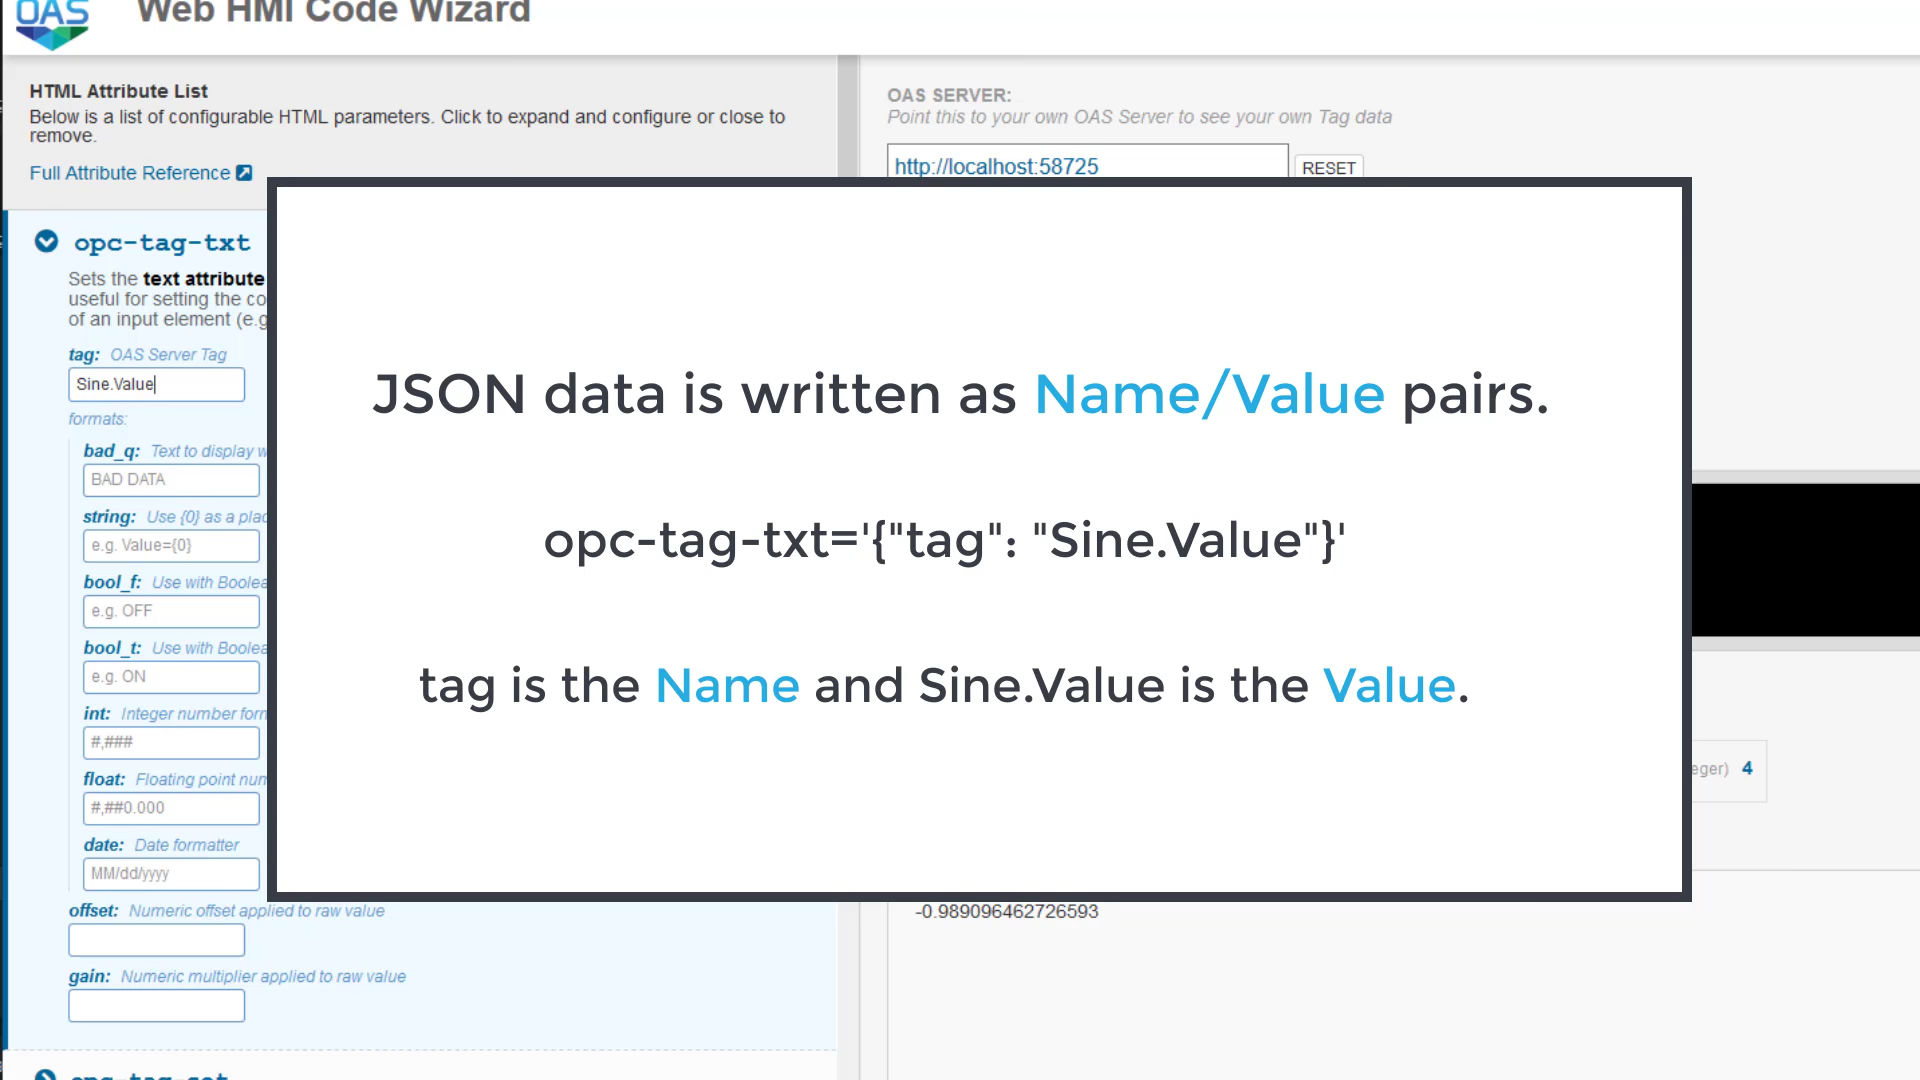 OAS
Web HMI Code Wizard
HTML Attribute List
Below is a list of configurable HTML parameters. Click to expand and configure or close to
remove.
Full Attribute Reference
opc-tag-txt
Sets the text attribute
useful for setting the co
of an input element (e.g
tag: OAS Server Tag
Sine.Value
formats:
bad_q: Text to display w
BAD DATA
string: Use {0} as a plac
e.g. Value={0}
bool_f: Use with Boolea
e.g. OFF
bool_t: Use with Boolea
e.g. ON
int: Integer number form
#,###
float: Floating point num
#,##0.000
date: Date formatter
MM/dd/yyyy
offset: Numeric offset applied to raw value
gain: Numeric multiplier applied to raw value
OAS SERVER:
Point this to your own OAS Server to see your own Tag data
http://localhost:58725
RESET
JSON data is written as Name/Value pairs.
opc-tag-txt='{"tag": "Sine.Value"}'
tag is the Name and Sine.Value is the Value.
eger) 4
-0.989096462726593